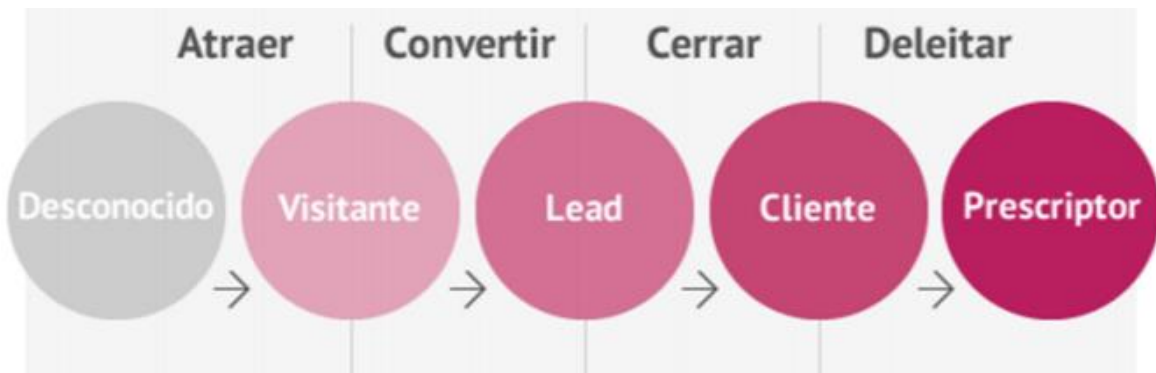 Atraer Convertir Cerrar Deleitar
Desconocido Visitante Lead Cliente Prescriptor